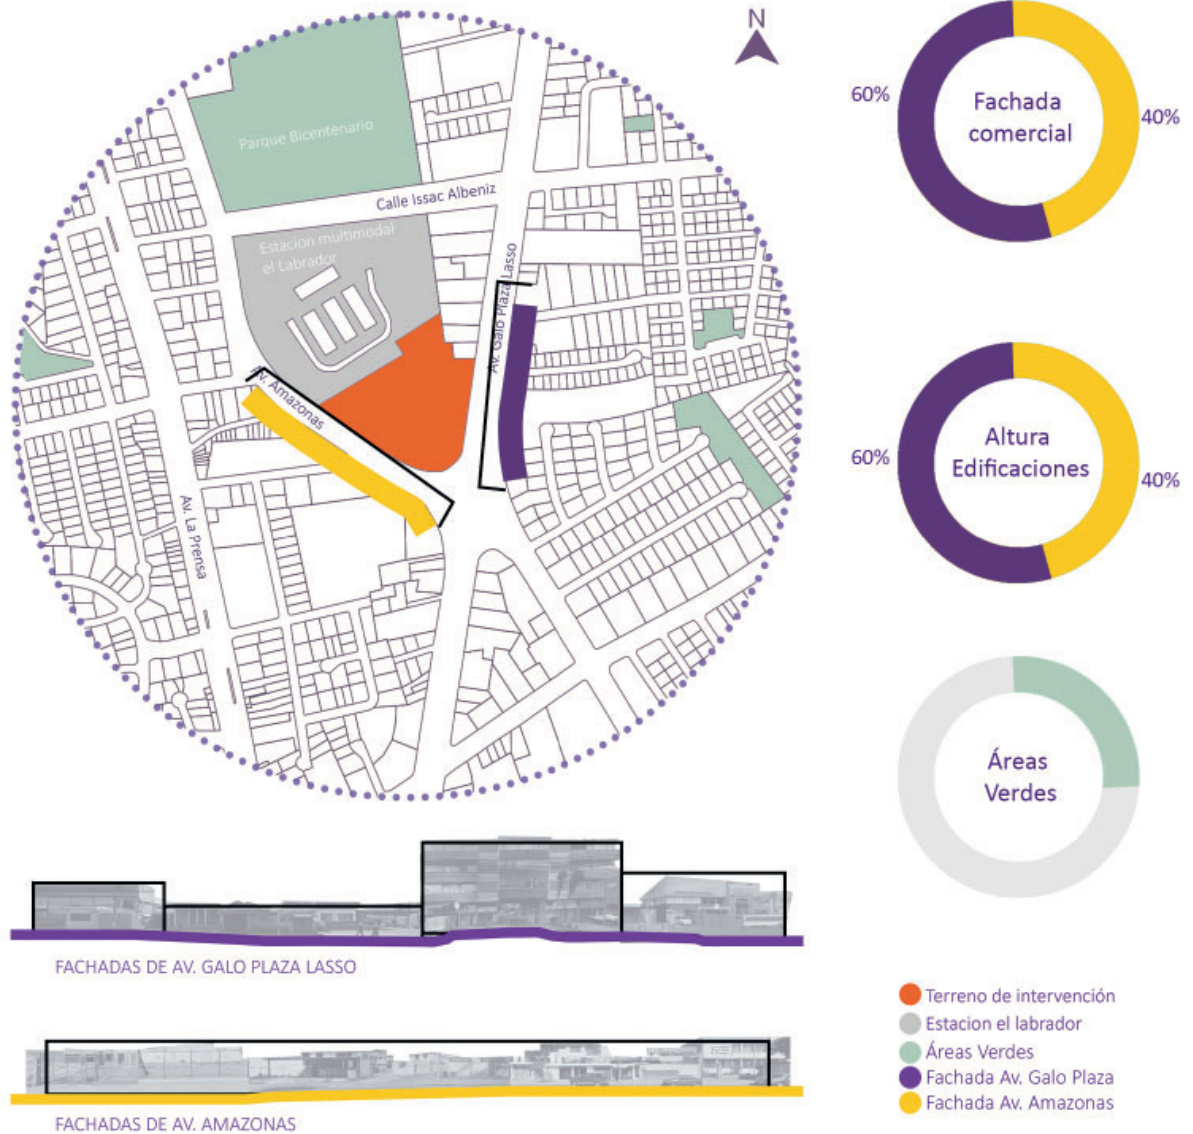 N
Parque Bicentenario
Calle Issac Albeniz
Estacion multimodal
el Labrador
Av. Galo Plaza Lasso
Av. Amazonas
Av. La Prensa
60%
Fachada
comercial
40%
60%
Altura
Edificaciones
40%
Áreas
Verdes
FACHADAS DE AV. GALO PLAZA LASSO
FACHADAS DE AV. AMAZONAS
Terreno de intervención
Estacion el labrador
Áreas Verdes
Fachada Av. Galo Plaza
Fachada Av. Amazonas